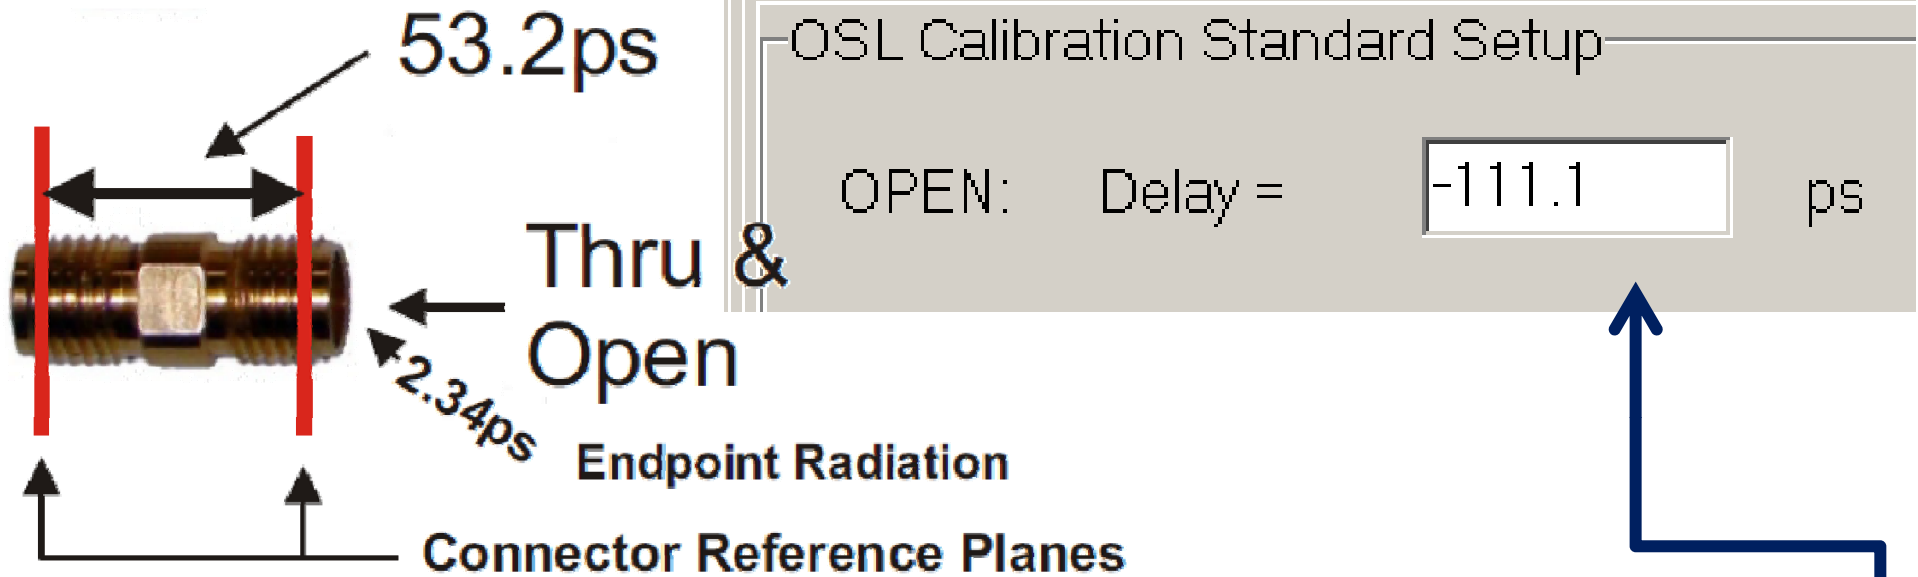 53.2ps
OSL Calibration Standard Setup
OPEN: Delay = -111.1 ps
Thru &
Open
2.34ps
Endpoint Radiation
Connector Reference Planes